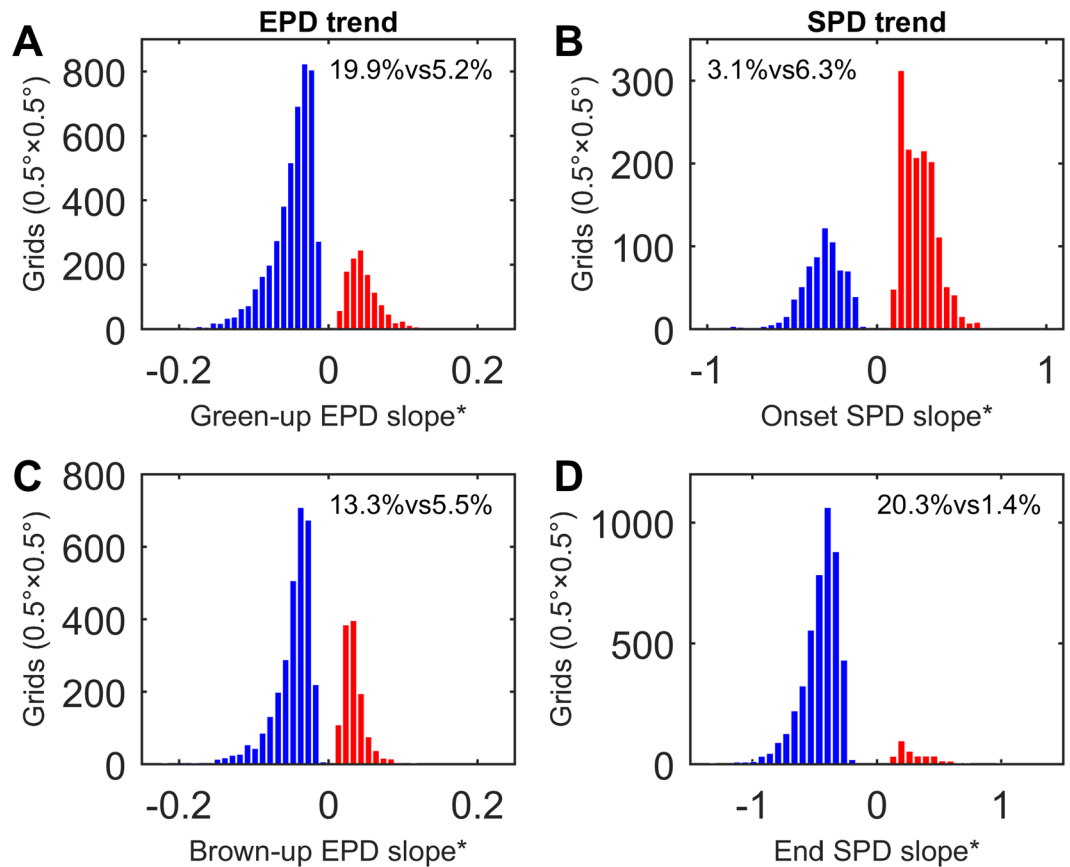 EPD trend
SPD trend
A
B
19.9%vs5.2%
3.1%vs6.3%
800
600
400
200
0
Grids (0.5°×0.5°)
-0.2
0
0.2
Green-up EPD slope*
300
200
100
0
Grids (0.5°×0.5°)
-1
0
1
Onset SPD slope*
C
D
13.3%vs5.5%
20.3%vs1.4%
800
600
400
200
0
Grids (0.5°×0.5°)
-0.2
0
0.2
Brown-up EPD slope*
1000
500
0
Grids (0.5°×0.5°
-1
0
1
End SPD slope*